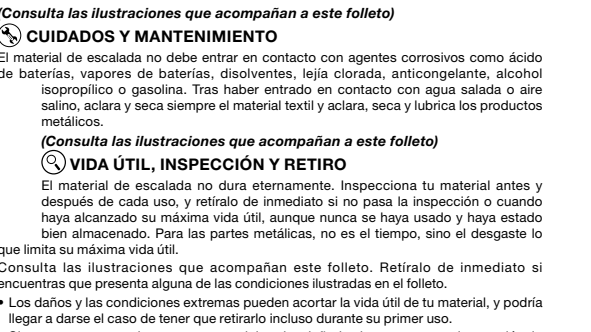 (Consulta las ilustraciones que acompañan a este folleto)
CUIDADOS Y MANTENIMIENTO
El material de escalada no debe entrar en contacto con agentes corrosivos como ácido
de baterías, vapores de baterías, disolventes, lejía clorada, anticongelante, alcohol
isopropílico o gasolina. Tras haber entrado en contacto con agua salada o aire
salino, aclara y seca siempre el material textil y aclara, seca y lubrica los productos
metálicos.
(Consulta las ilustraciones que acompañan a este folleto)
VIDA ÚTIL, INSPECCIÓN Y RETIRO
El material de escalada no dura eternamente. Inspecciona tu material antes y
después de cada uso, y retíralo de inmediato si no pasa la inspección o cuando
haya alcanzado su máxima vida útil, aunque nunca se haya usado y haya estado
bien almacenado. Para las partes metálicas, no es el tiempo, sino el desgaste lo
que limita su máxima vida útil.
Consulta las ilustraciones que acompañan este folleto. Retíralo de inmediato si
encuentras que presenta alguna de las condiciones ilustradas en el folleto.
• Los daños y las condiciones extremas pueden acortar la vida útil de tu material, y podría
llegar a darse el caso de tener que retirarlo incluso durante su primer uso.